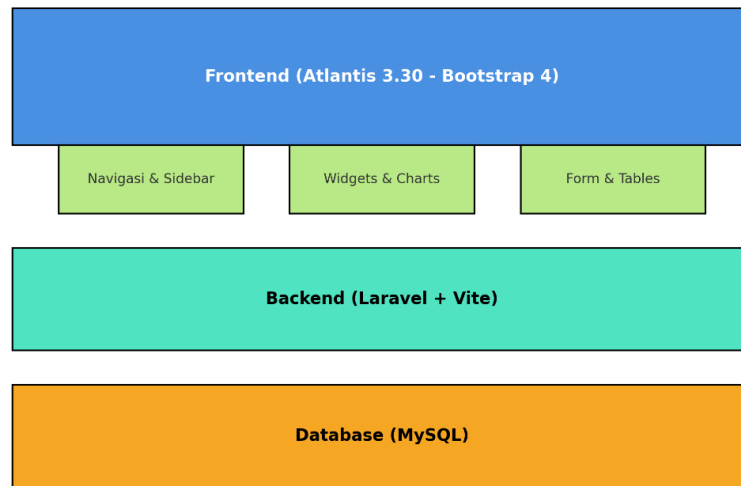 Frontend (Atlantis 3.30 - Bootstrap 4)
Navigasi & Sidebar
Widgets & Charts
Form & Tables
Backend (Laravel + Vite)
Database (MySQL)